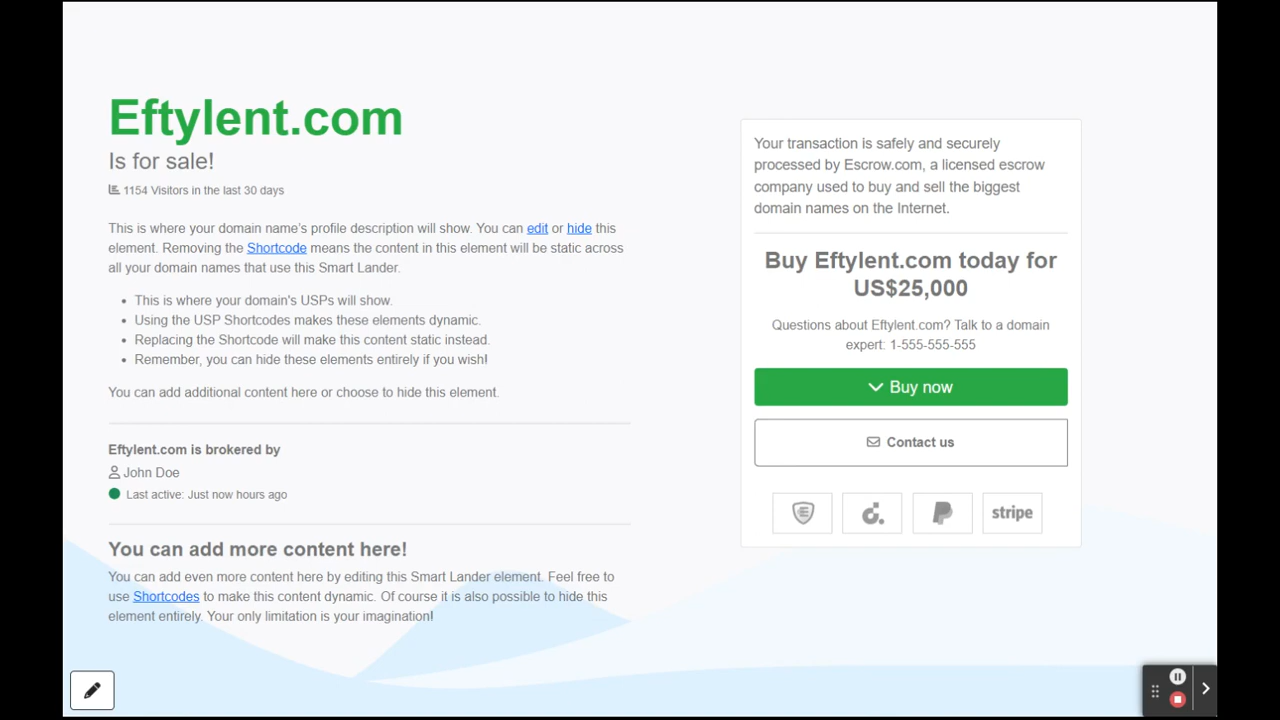 Eftylent.com
Is for sale!
1154 Visitors in the last 30 days
This is where your domain name's profile description will show. You can edit or hide this
element. Removing the Shortcode means the content in this element will be static across
all your domain names that use this Smart Lander.
• This is where your domain's USPs will show.
• Using the USP Shortcodes makes these elements dynamic.
• Replacing the Shortcode will make this content static instead.
• Remember, you can hide these elements entirely if you wish!
You can add additional content here or choose to hide this element.
Eftylent.com is brokered by
John Doe
Last active: Just now hours ago
You can add more content here!
You can add even more content here by editing this Smart Lander element. Feel free to
use Shortcodes to make this content dynamic. Of course it is also possible to hide this
element entirely. Your only limitation is your imagination!
Your transaction is safely and securely
processed by Escrow.com, a licensed escrow
company used to buy and sell the biggest
domain names on the Internet.
Buy Eftylent.com today for
US$25,000
Questions about Eftylent.com? Talk to a domain
expert: 1-555-555-555
Buy now
Contact us
stripe